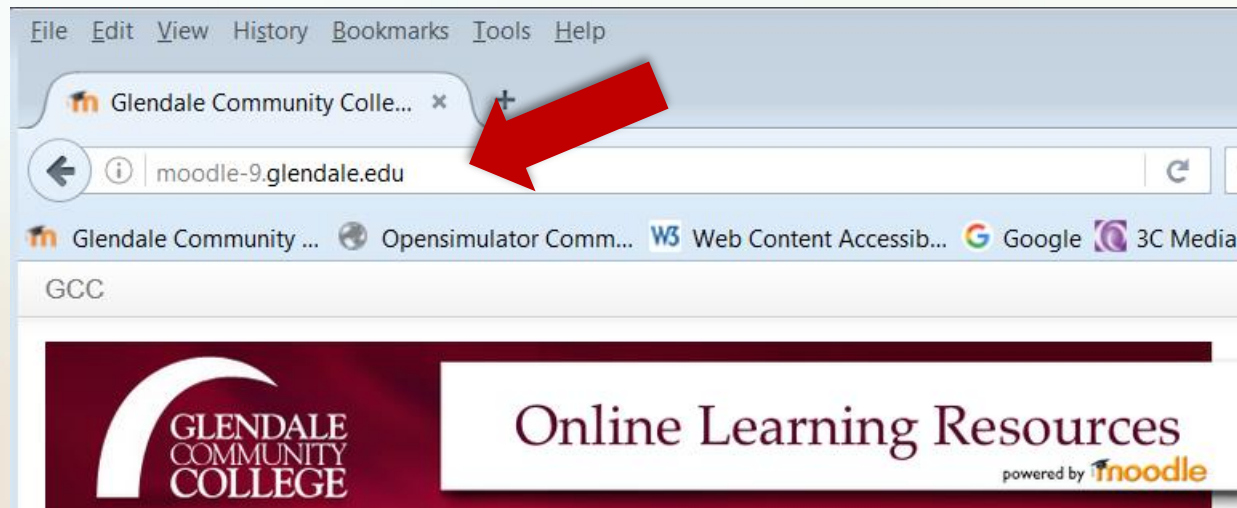 File Edit View History Bookmarks Tools Help
Glendale Community Colle... × +
moodle-9.glendale.edu
Glendale Community ... Opensimulator Comm... W3 Web Content Accessib... G Google 3C Media
GCC
GLENDALE
COMMUNITY
COLLEGE
Online Learning Resources
powered by moodle